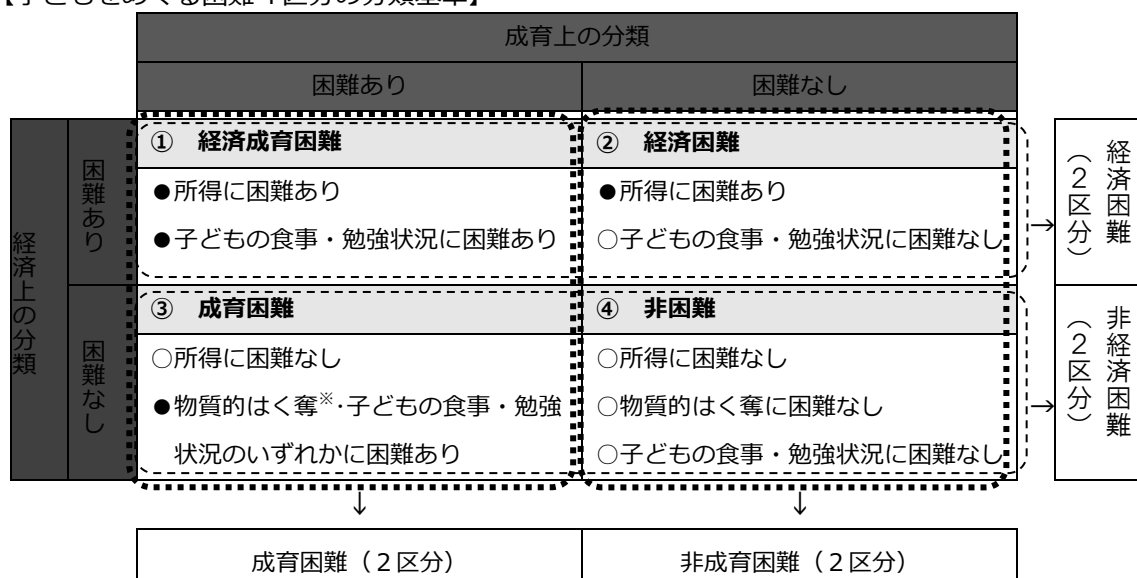 【子どもをめぐる困難4区分の分類基準】
成育上の分類
困難あり
困難なし
経済上の分類
困難あり
① 経済成育困難
●所得に困難あり
●子どもの食事・勉強状況に困難あり
② 経済困難
●所得に困難あり
○子どもの食事・勉強状況に困難なし
→
経済困難
(2区分)
困難なし
③ 成育困難
○所得に困難なし
●物質的はく奪※・子どもの食事・勉強
状況のいずれかに困難あり
④ 非困難
○所得に困難なし
○物質的はく奪に困難なし
○子どもの食事・勉強状況に困難なし
→
非経済困難
(2区分)
↓
↓
成育困難(2区分)
非成育困難(2区分)